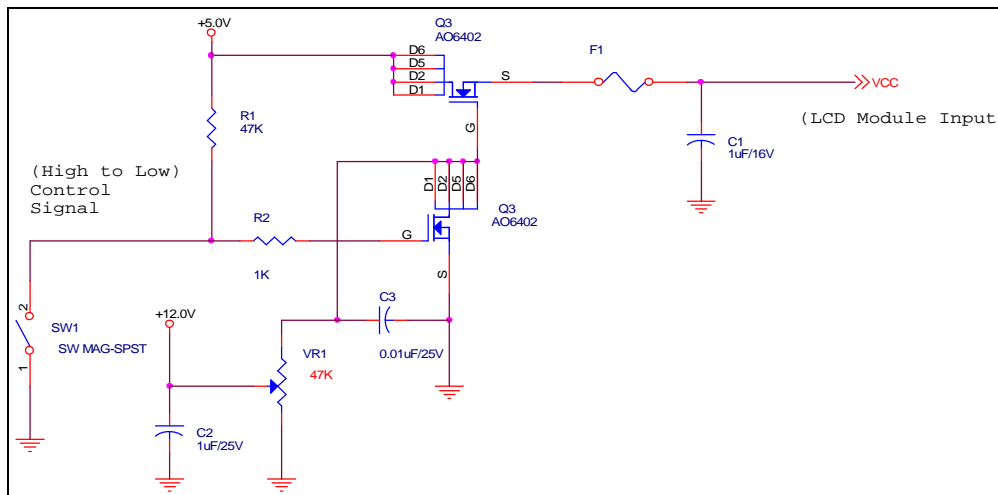 +5.0V
Q3
AO6402
D6
D5
D2
D1
S
G
F1
VCC
(LCD Module Input
R1
47K
C1
1uF/16V
(High to Low)
Control
Signal
D1
D2
D5
D6
Q3
AO6402
R2
1K
G
S
2
SW1
SW MAG-SPST
1
+12.0V
C3
0.01uF/25V
VR1
47K
C2
1uF/25V